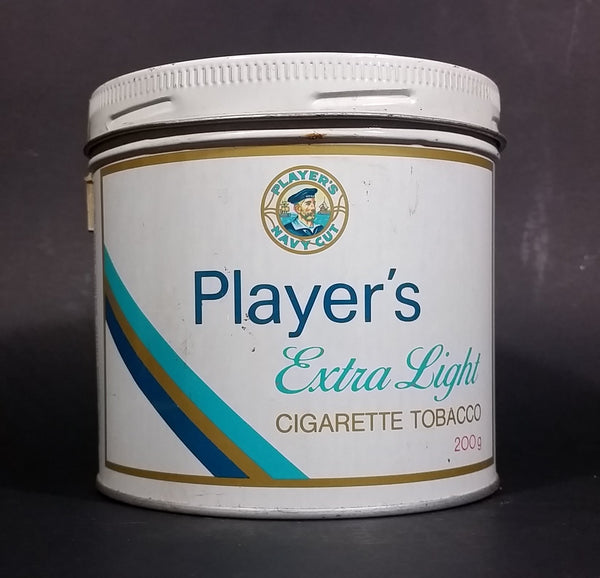 PLAYER'S
NAVY CUT
Player's
Extra Light
CIGARETTE TOBACCO
200g